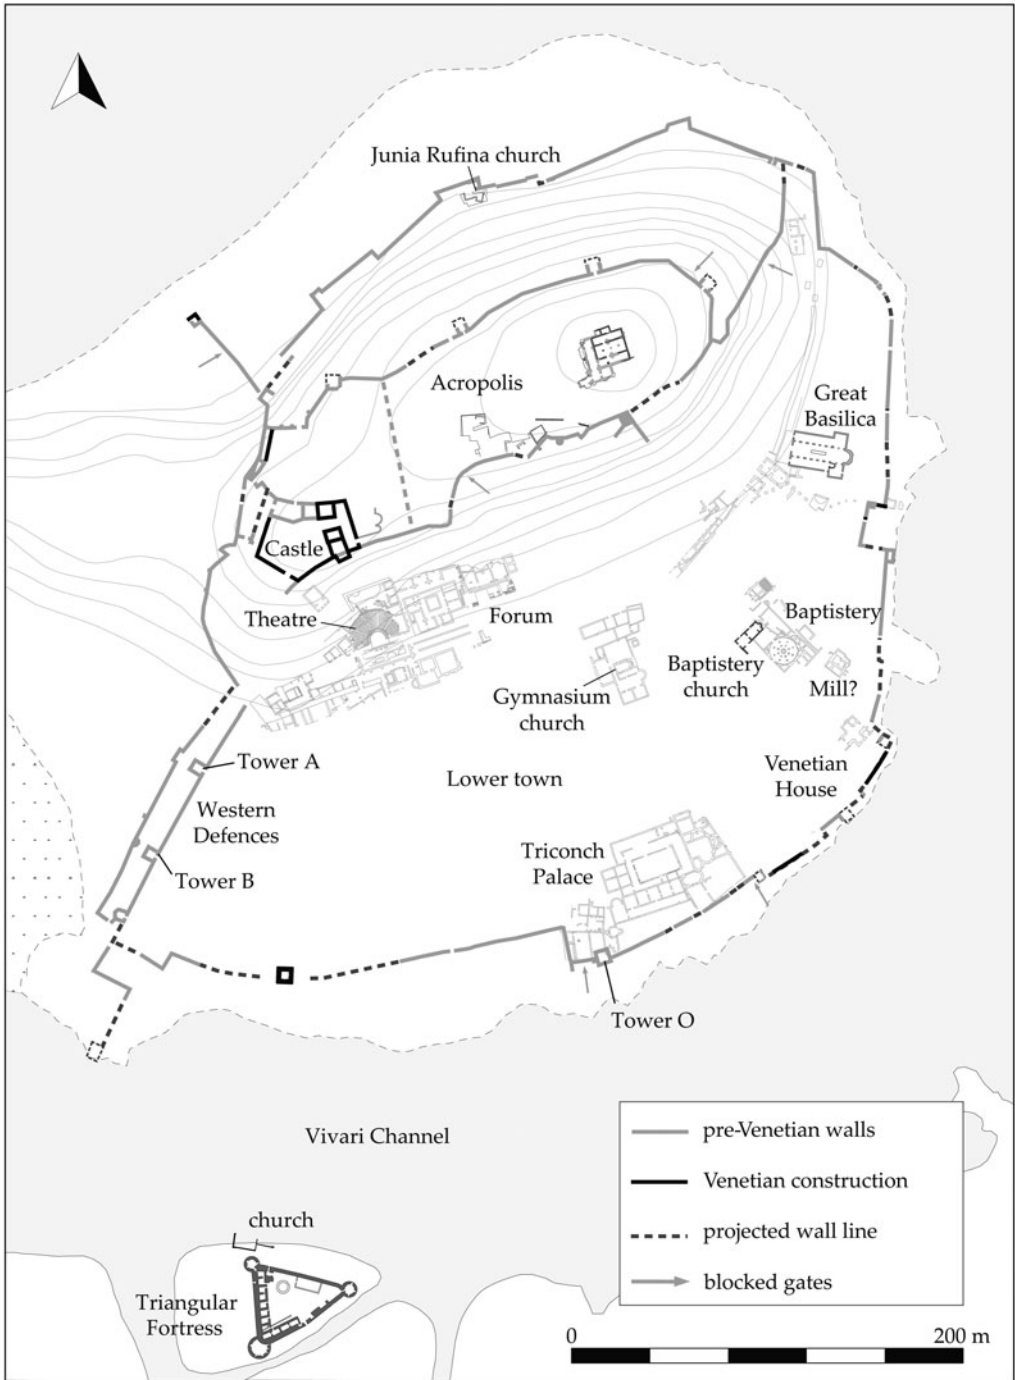 Junia Rufina church
Acropolis
Great
Basilica
Castle
Theatre
Forum
Baptistery
Baptistery
church
Mill?
Gymnasium
church
Tower A
Lower town
Venetian
House
Western
Defences
Triconch
Palace
Tower B
Tower O
Vivari Channel
pre-Venetian walls
Venetian construction
projected wall line
blocked gates
church
Triangular
Fortress
0
200 m